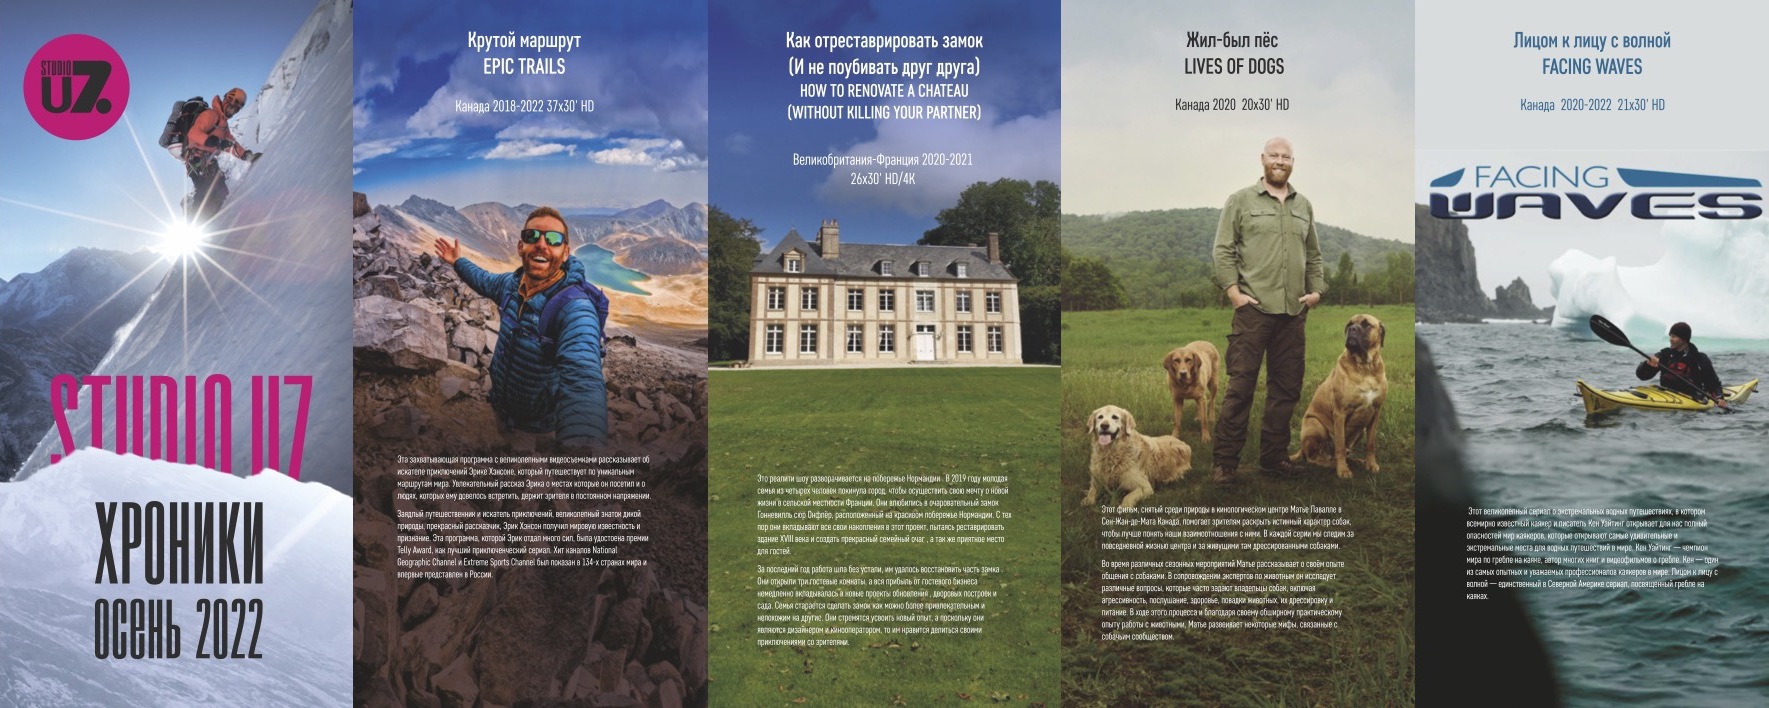 STUDIO
UZ.
STUDIO UZ
ХРОНИКИ
ОСЕНЬ 2022
Крутой маршрут
EPIC TRAILS
Канада 2018-2022 37x30' HD
Эта захватывающая программа с великолепными видеосъемками рассказывает об
искателе приключений Эрике Хэнсоне, который путешествует по уникальным
маршрутам мира. Увлекательный рассказ Эрика о местах которые он посетил и о
людях, которых ему довелось встретить, держит зрителя в постоянном напряжении.
Заядлый путешественник и искатель приключений, великолепный знаток дикой
природы, прекрасный рассказчик, Эрик Хэнсон получил мировую известность и
признание. Эта программа, которой Эрик отдал много сил, была удостоена премии
Telly Award, как лучший приключенческий сериал. Хит каналов National
Geographic Channel и Extreme Sports Channel был показан в 134-х странах мира и
впервые представлен в России.
Как отреставрировать замок
(И не поубивать друг друга)
HOW TO RENOVATE A CHATEAU
(WITHOUT KILLING YOUR PARTNER)
Великобритания-Франция 2020-2021
26x30' HD/4K
Это реалити шоу разворачивается на побережье Нормандии . В 2019 году молодая
семья из четырех человек покинула город, чтобы осуществить свою мечту о новой
жизни в сельской местности Франции. Они влюбились в очаровательный замок
Гонневилль сюр Онфлёр, расположенный на красивом побережье Нормандии. С тех
пор они вкладывают все свои накопления в этот проект, пытаясь реставрировать
здание XVIII века и создать прекрасный семейный очаг , а так же приятное место
для гостей.
За последний год работа шла без устали, им удалось восстановить часть замка .
Они открыли три гостевые комнаты, а вся прибыль от гостевого бизнеса
немедленно вкладывалась в новые проекты обновления , дворовых построек и
сада. Семья старается сделать замок как можно более привлекательным и
непохожим на другие. Они стремятся усвоить новый опыт, а поскольку они
являются дизайнером и кинооператором, то им нравится делиться своими
приключениями со зрителями.
Жил-был пёс
LIVES OF DOGS
Канада 2020 20x30' HD
Этот фильм, снятый среди природы в кинологическом центре Матье Лавалле в
Сен-Жан-де-Мата Канада, помогает зрителям раскрыть истинный характер собак,
чтобы лучше понять наши взаимоотношения с ними. В каждой серии мы следим за
повседневной жизнью центра и за живущими там дрессированными собаками.
Во время различных сезонных мероприятий Матье рассказывает о своём опыте
общения с собаками. В сопровождении экспертов по животным он исследует
различные вопросы, которые часто задают владельцы собак, включая
агрессивность, послушание, здоровье, повадки животных, их дрессировку и
питание. В ходе этого процесса и благодаря своему обширному практическому
опыту работы с животными, Матье развеивает некоторые мифы, связанные с
собачьим сообществом.
Лицом к лицу с волной
FACING WAVES
Канада 2020-2022 21x30' HD
FACING
WAVES
Этот великолепный сериал о экстремальных водных путешествиях, в котором
всемирно известный каякер и писатель Кен Уайтинг открывает для нас полный
опасностей мир каякеров, которые открывают самые удивительные и
экстремальные места для водных путешествий в мире. Кен Уайтинг — чемпион
мира по гребле на каяке, автор многих книг и видеофильмов о гребле. Кен — один
из самых опытных и уважаемых профессионалов каякеров в мире. Лицом к лицу с
волной — единственный в Северной Америке сериал, посвященный гребле на
каяках.